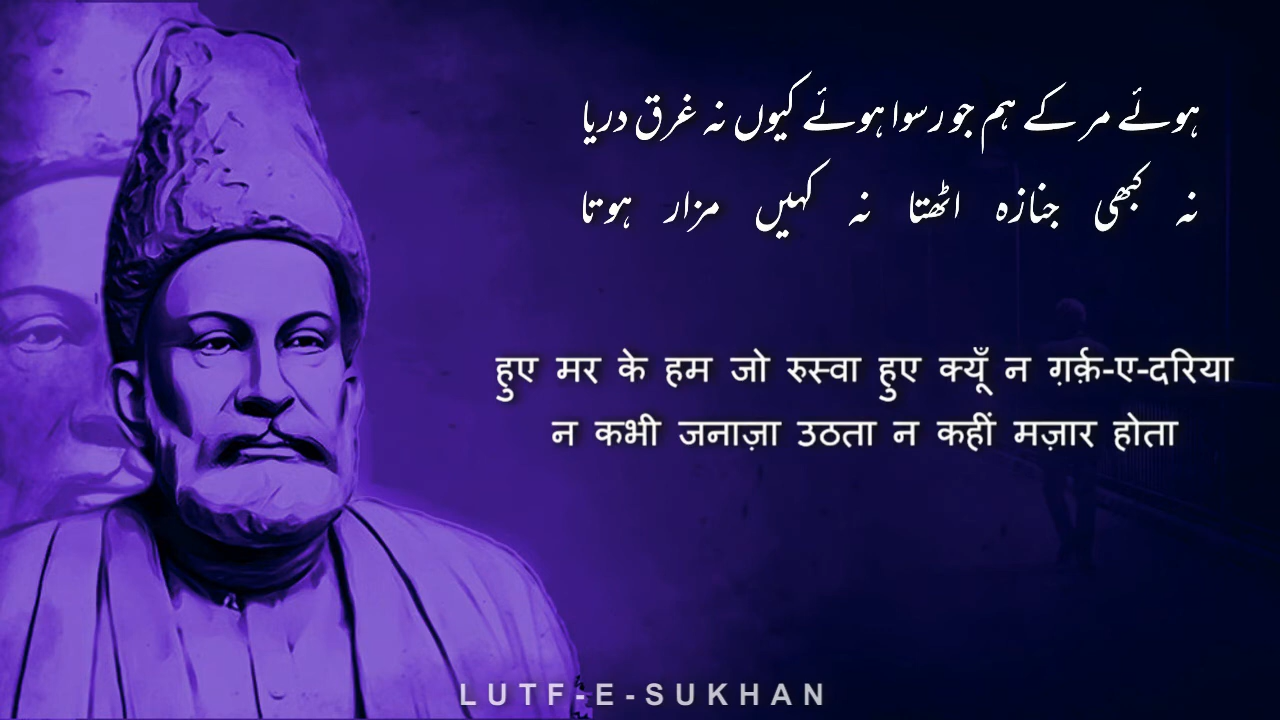 ہوئے مر کے ہم جو رسوا ہوئے کیوں نہ غرق دریا
نہ کبھی جنازہ اٹھتا نہ کہیں مزار ہوتا
हुए मर के हम जो रुस्वा हुए क्यूँ न ग़र्क़-ए-दरिया
न कभी जनाज़ा उठता न कहीं मज़ार होता
LUTF-E-SUKHAN